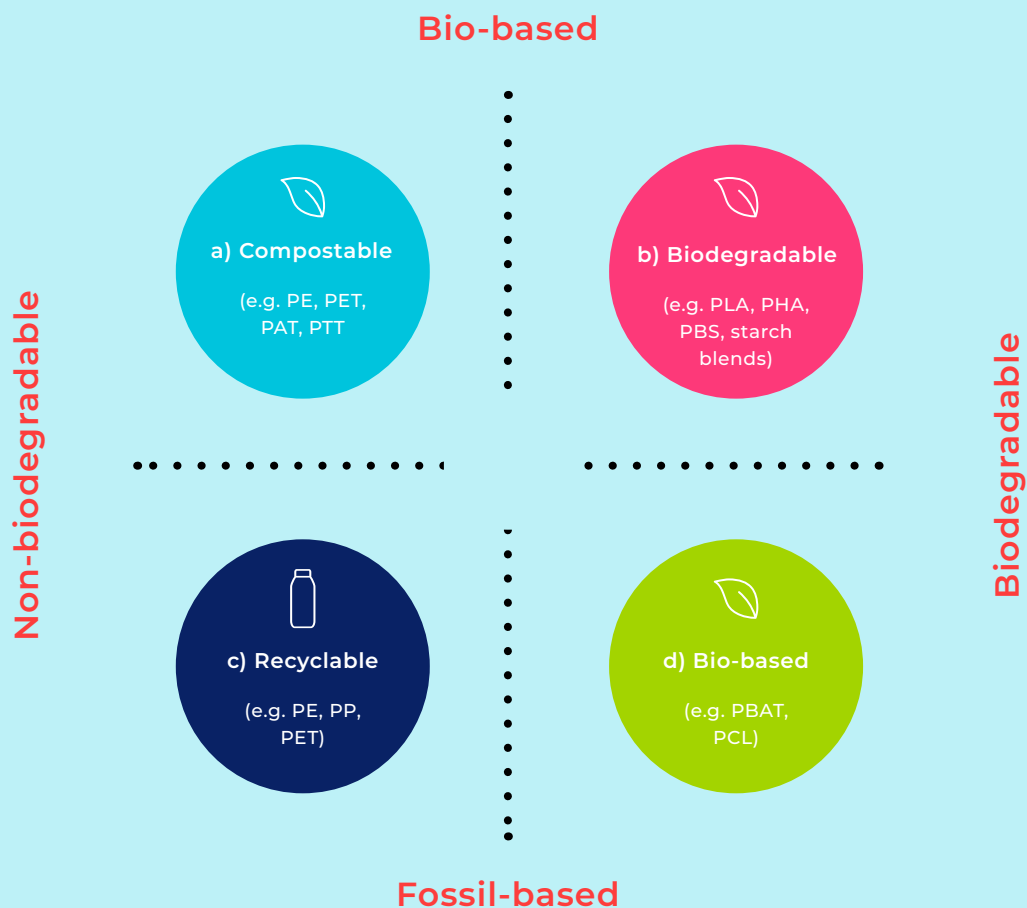 Bio-based
a) Compostable
(e.g. PE, PET,
PAT, PTT
b) Biodegradable
(e.g. PLA, PHA,
PBS, starch
blends)
Non-biodegradable
Biodegradable
c) Recyclable
(e.g. PE, PP,
PET)
d) Bio-based
(e.g. PBAT,
PCL)
Fossil-based